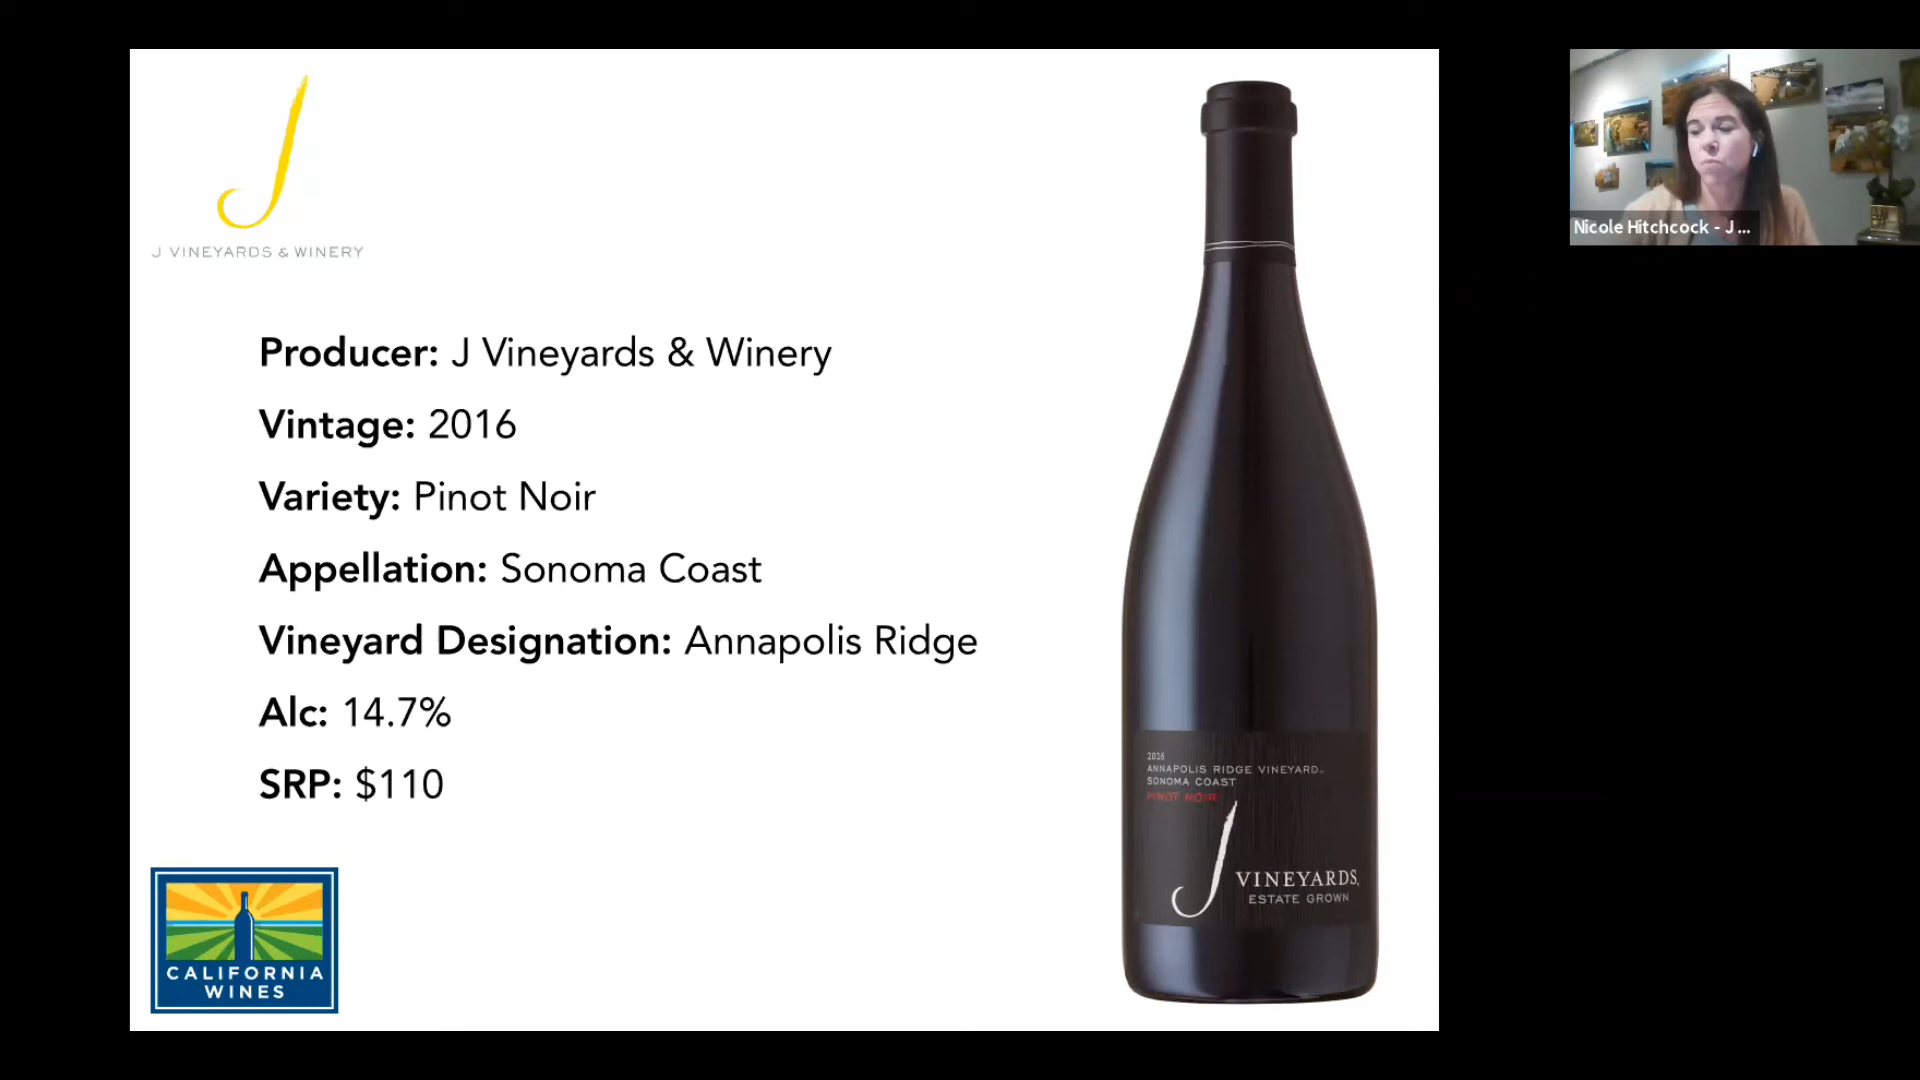 J VINEYARDS & WINERY
Nicole Hitchcock - J ...
Producer: J Vineyards & Winery
Vintage: 2016
Variety: Pinot Noir
Appellation: Sonoma Coast
Vineyard Designation: Annapolis Ridge
Alc: 14.7%
SRP: $110
2016
ANNAPOLIS RIDGE VINEYARD
SONOMA COAST
PINOT NOIR
J VINEYARDS
ESTATE GROWN
CALIFORNIA
WINES